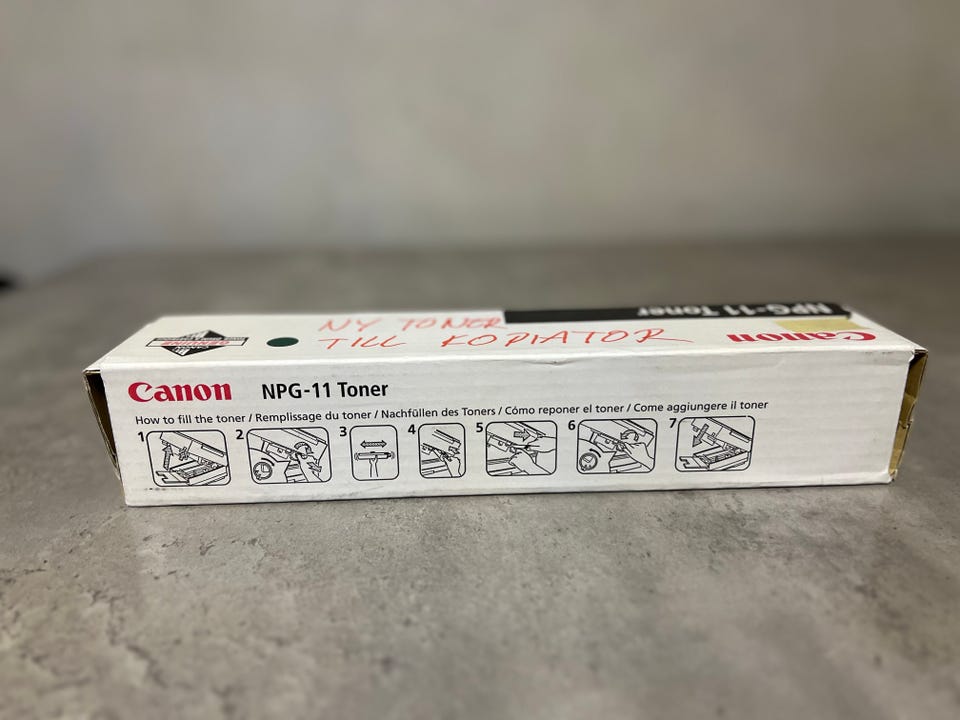 NPG-11 Toner
Canon
GENUINE
NY TONER
TILL KOPIATOR
Canon NPG-11 Toner
How to fill the toner / Remplissage du toner / Nachfüllen des Toners / Cómo reponer el toner / Come aggiungere il toner
1 2 3 4 5 6 7